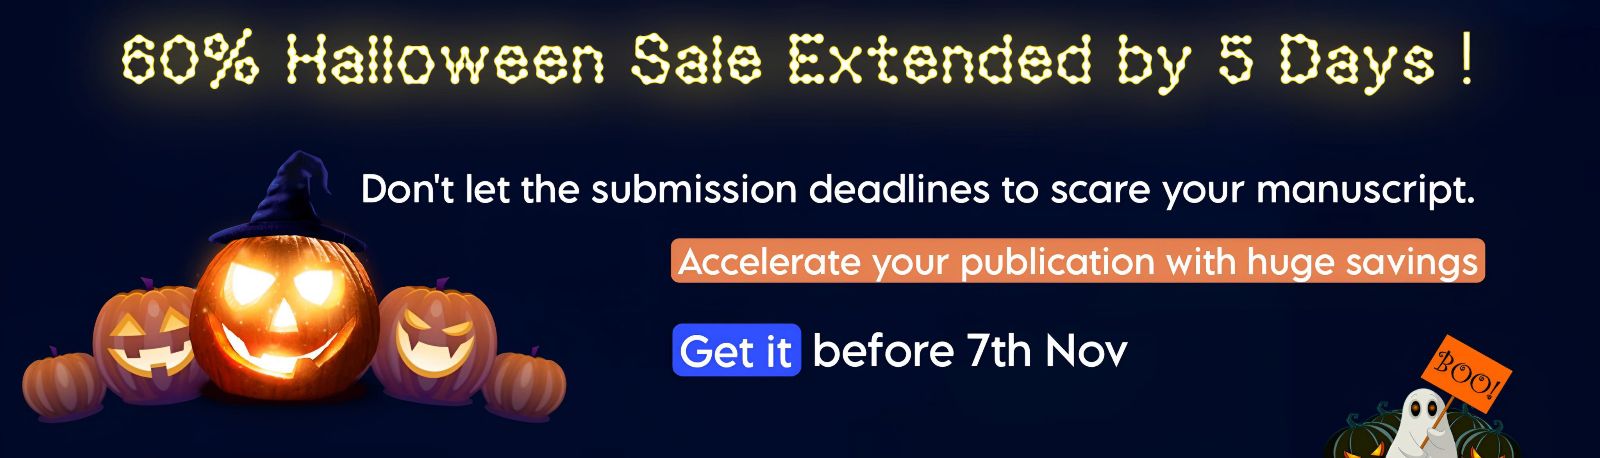 60% Halloween Sale Extended by 5 Days !
Don't let the submission deadlines to scare your manuscript.
Accelerate your publication with huge savings
Get it before 7th Nov
BOO!